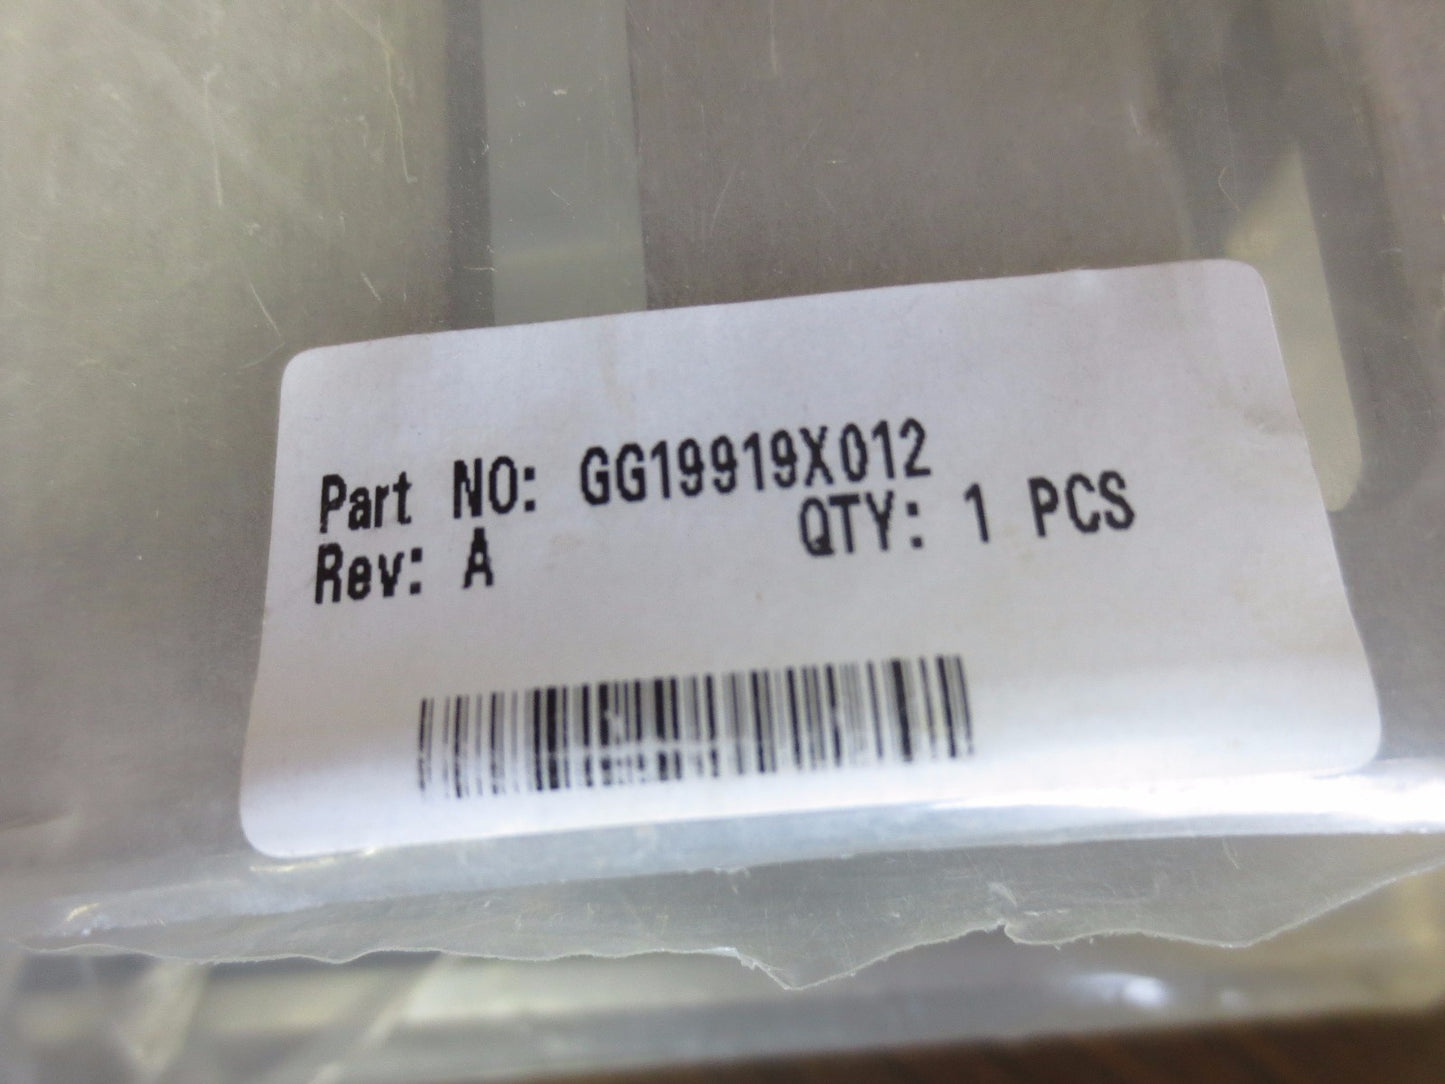 Part NO: GG19919X012
Rev: A QTY: 1 PCS